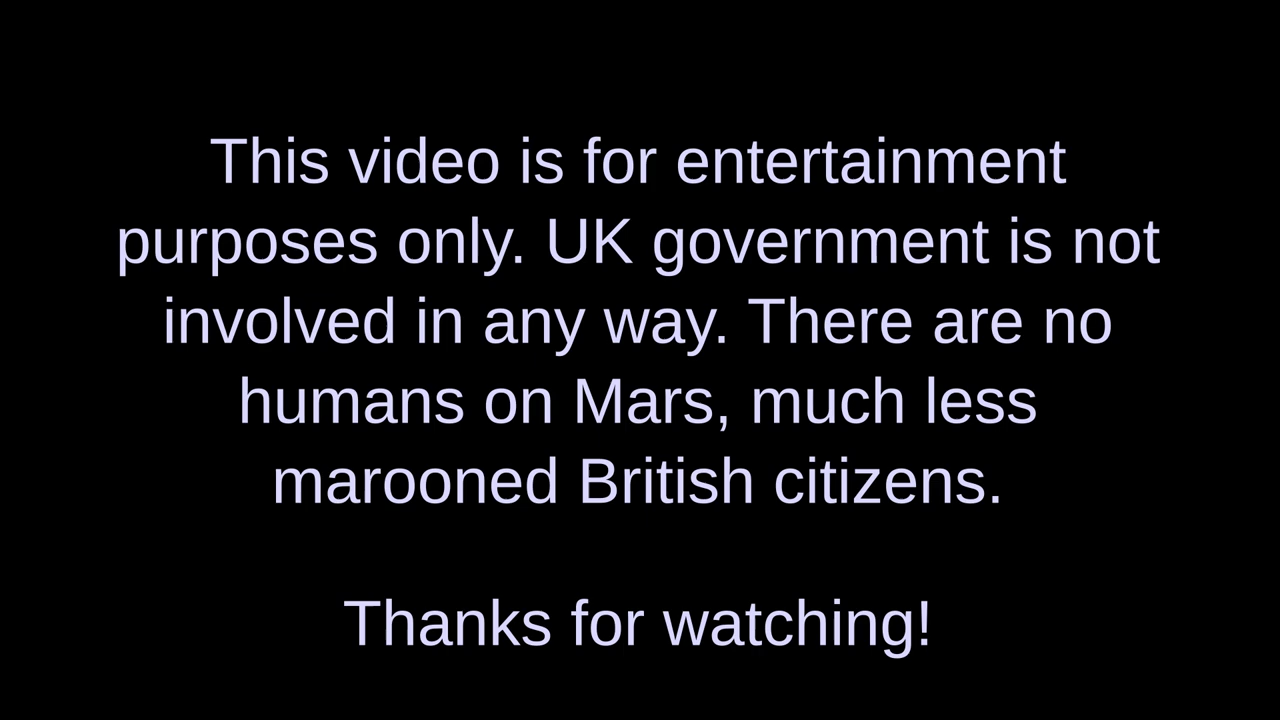 This video is for entertainment
purposes only. UK government is not
involved in any way. There are no
humans on Mars, much less
marooned British citizens.
Thanks for watching!